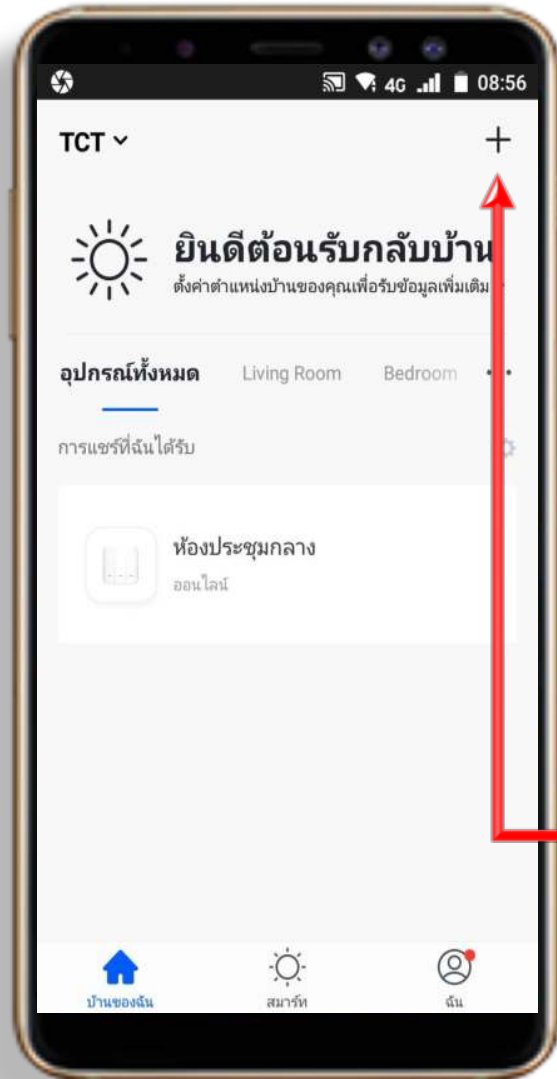 4G 08:56
TCT
ยินดีต้อนรับกลับบ้าน
ตั้งค่าตำแหน่งบ้านของคุณเพื่อรับข้อมูลเพิ่มเติม
อุปกรณ์ทั้งหมด Living Room Bedroom
การแชร์ที่ฉันได้รับ
ห้องประชุมกลาง
ออนไลน์
บ้านของฉัน สมาร์ท ฉัน